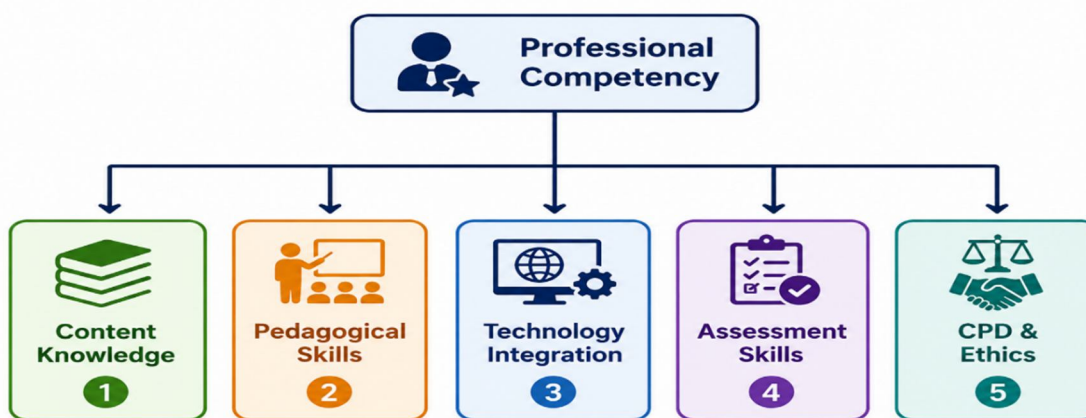 Professional
Competency
Content
Knowledge
1
Pedagogical
Skills
2
Technology
Integration
3
Assessment
Skills
4
CPD &
Ethics
5